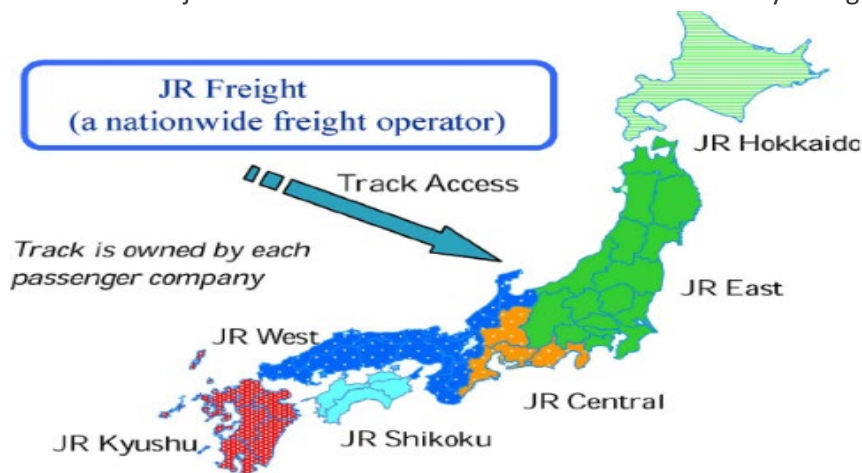 JR Freight
(a nationwide freight operator)
JR Hokkaido
Track Access
Track is owned by each
passenger company
JR East
JR West
JR Central
JR Kyushu
JR Shikoku